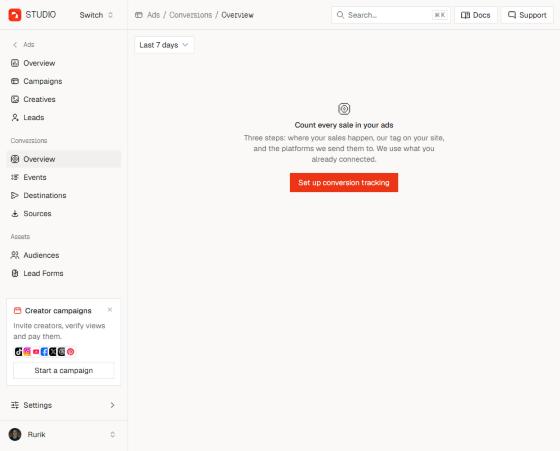 STUDIO
Switch
Ads / Conversions / Overview
Search...
⌘ K
Docs
Support
Ads
Overview
Campaigns
Creatives
Leads
Conversions
Overview
Events
Destinations
Sources
Assets
Audiences
Lead Forms
Creator campaigns
Invite creators, verify views
and pay them.
Start a campaign
Settings
Rurik
Last 7 days
Count every sale in your ads
Three steps: where your sales happen, our tag on your site,
and the platforms we send them to. We use what you
already connected.
Set up conversion tracking